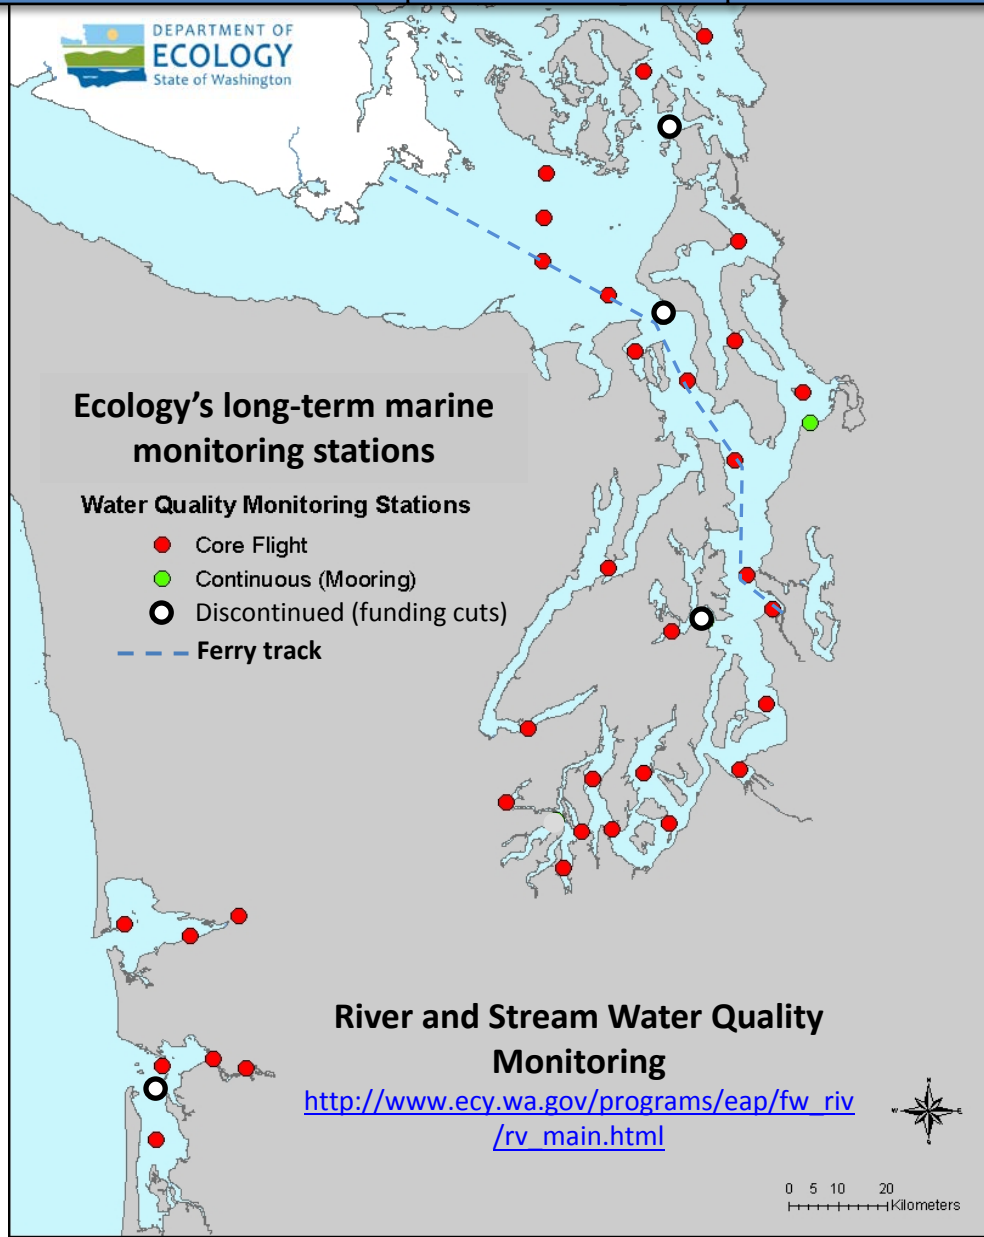 DEPARTMENT OF
ECOLOGY
State of Washington
Ecology’s long-term marine
monitoring stations
Water Quality Monitoring Stations
Core Flight
Continuous (Mooring)
Discontinued (funding cuts)
Ferry track
River and Stream Water Quality
Monitoring
http://www.ecy.wa.gov/programs/eap/fw_riv
/rv_main.html
N
W E
S
0 5 10 20
Kilometers